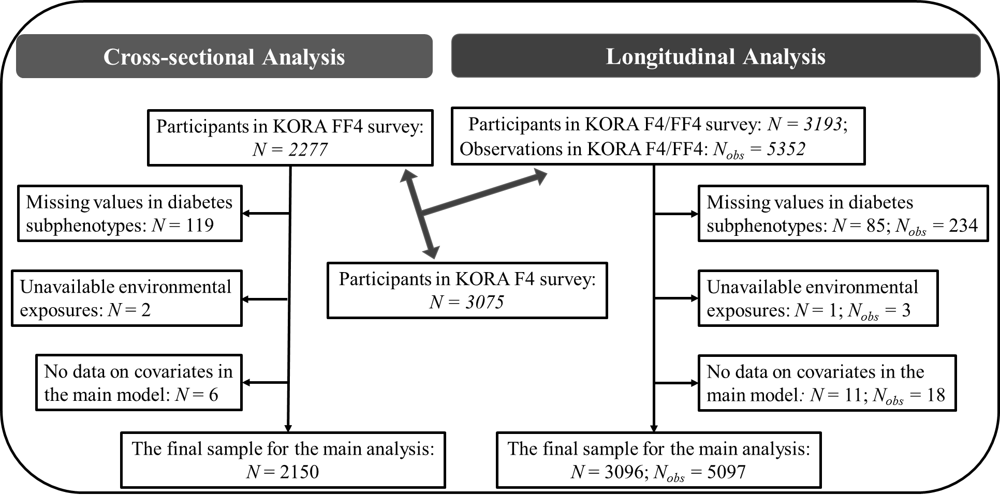 Cross-sectional Analysis
Participants in KORA FF4 survey:
N = 2277
Missing values in diabetes
subphenotypes: N = 119
Unavailable environmental
exposures: N = 2
No data on covariates in
the main model: N = 6
The final sample for the main analysis:
N = 2150
Participants in KORA F4 survey:
N = 3075
Longitudinal Analysis
Participants in KORA F4/FF4 survey: N = 3193;
Observations in KORA F4/FF4: Nobs = 5352
Missing values in diabetes
subphenotypes: N = 85; Nobs = 234
Unavailable environmental
exposures: N = 1; Nobs = 3
No data on covariates in the
main model: N = 11; Nobs = 18
The final sample for the main analysis:
N = 3096; Nobs = 5097